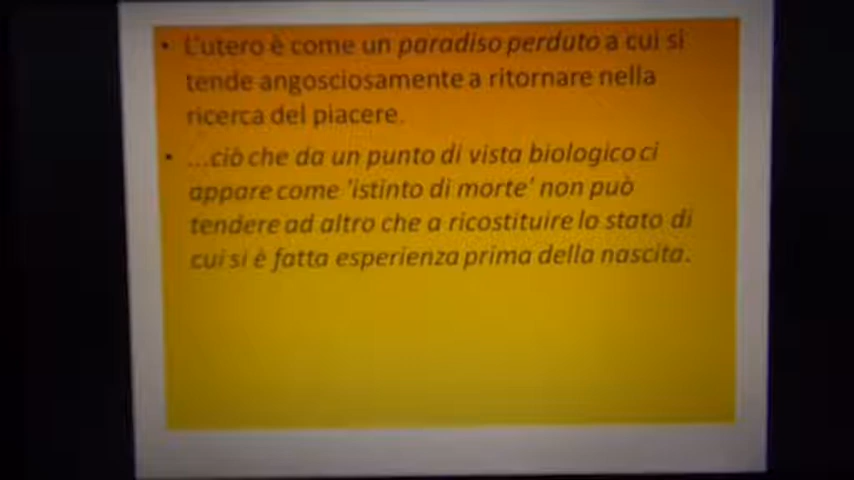 • L'utero è come un paradiso perduto a cui si
tende angosciosamente a ritornare nella
ricerca del piacere.
• ...ciò che da un punto di vista biologico ci
appare come 'istinto di morte' non può
tendere ad altro che a ricostituire lo stato di
cui si è fatta esperienza prima della nascita.